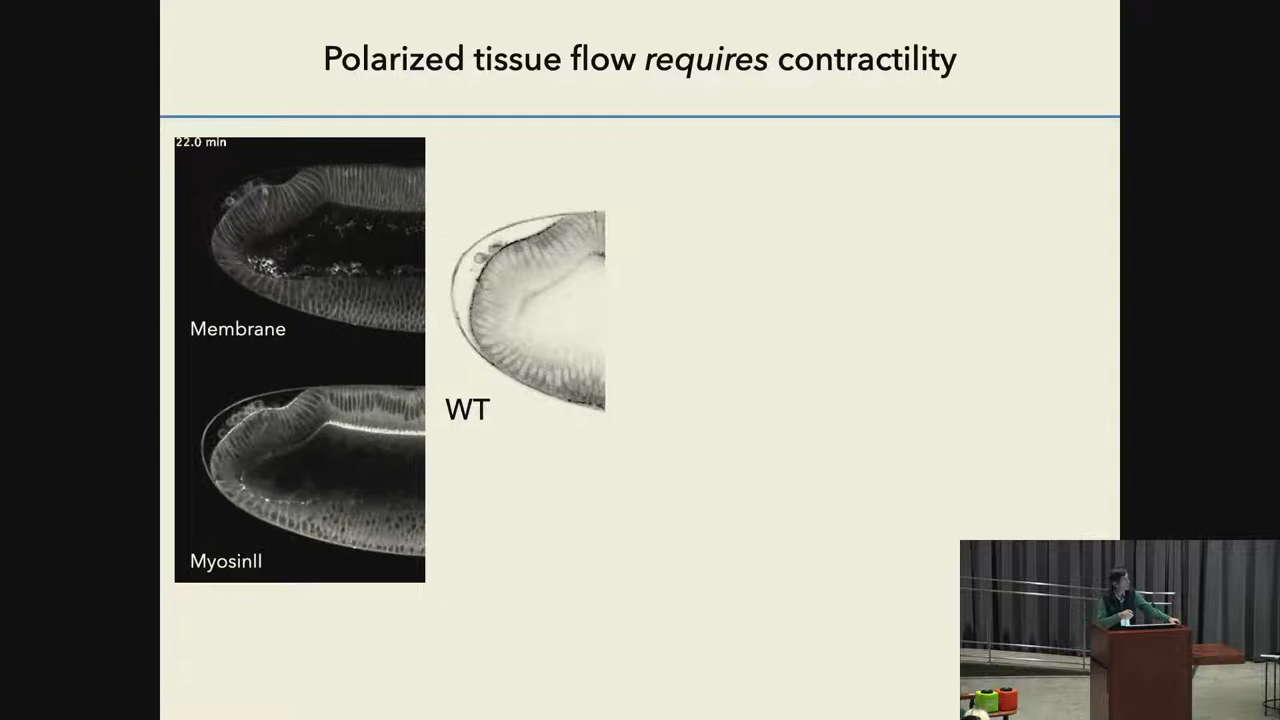 Polarized tissue flow requires contractility
22.0 min
Membrane
WT
MyosinII